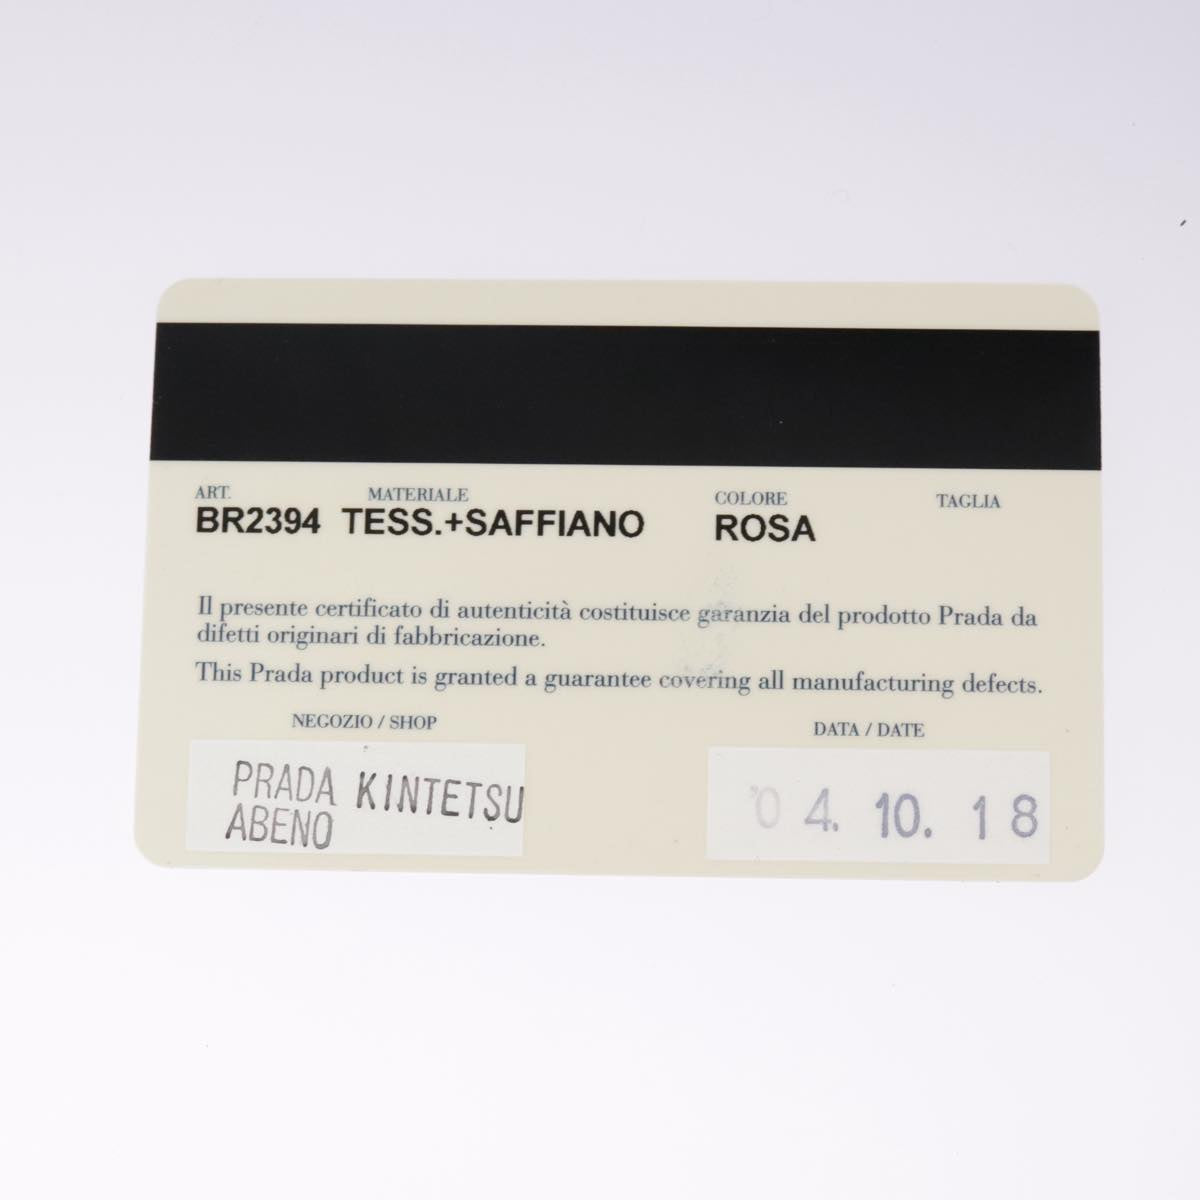 ART. MATERIALE COLORE TAGLIA
BR2394 TESS.+SAFFIANO ROSA
Il presente certificato di autenticità costituisce garanzia del prodotto Prada da
difetti originari di fabbricazione.
This Prada product is granted a guarantee covering all manufacturing defects.
NEGOZIO / SHOP DATA / DATE
PRADA KINTETSU
ABENO
'04. 10. 18